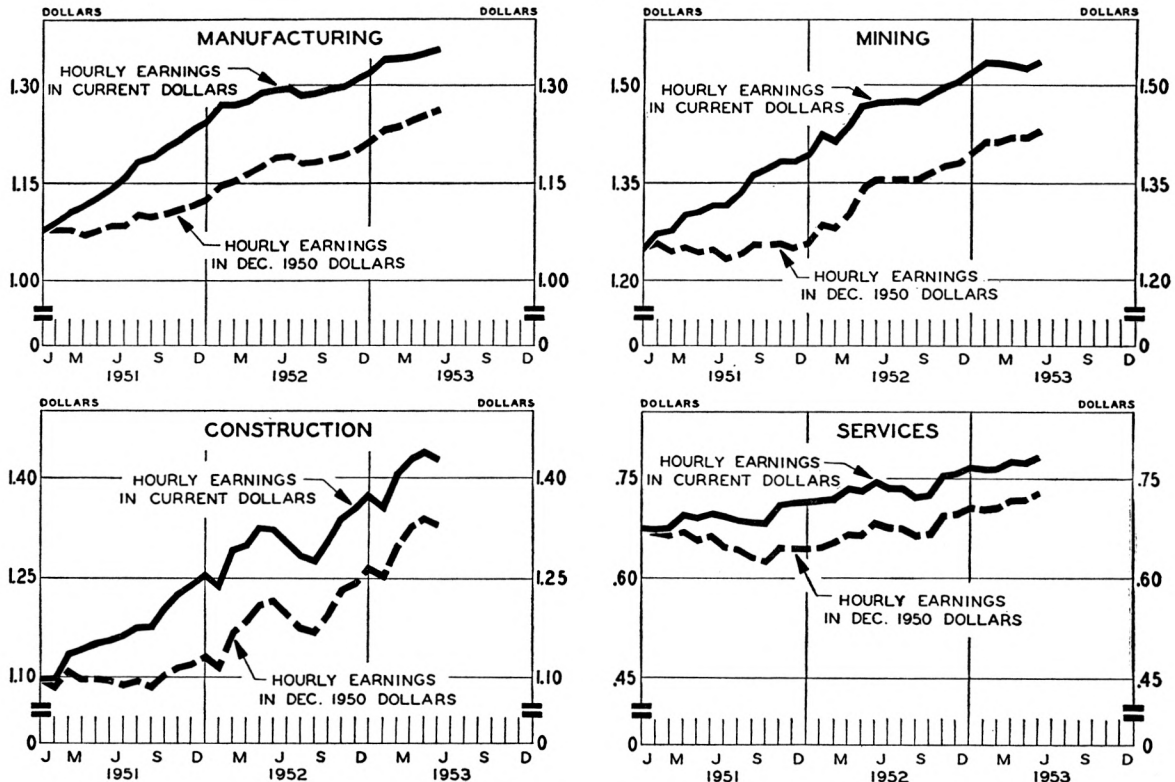 DOLLARS DOLLARS
MANUFACTURING
HOURLY EARNINGS
IN CURRENT DOLLARS
1.30 1.30
1.15 1.15
HOURLY EARNINGS
IN DEC. 1950 DOLLARS
1.00 1.00
0 0
J M J S D M J S D M J S D
1951 1952 1953
DOLLARS DOLLARS
MINING
HOURLY EARNINGS
IN CURRENT DOLLARS
1.50 1.50
1.35 1.35
HOURLY EARNINGS
IN DEC. 1950 DOLLARS
1.20 1.20
0 0
J M J S D M J S D M J S D
1951 1952 1953
DOLLARS DOLLARS
CONSTRUCTION
1.40 1.40
HOURLY EARNINGS
IN CURRENT DOLLARS
1.25 1.25
1.10 1.10
HOURLY EARNINGS
IN DEC. 1950 DOLLARS
0 0
J M J S D M J S D M J S D
1951 1952 1953
DOLLARS DOLLARS
SERVICES
HOURLY EARNINGS
IN CURRENT DOLLARS
.75 .75
.60 .60
HOURLY EARNINGS
IN DEC. 1950 DOLLARS
.45 .45
0 0
J M J S D M J S D M J S D
1951 1952 1953